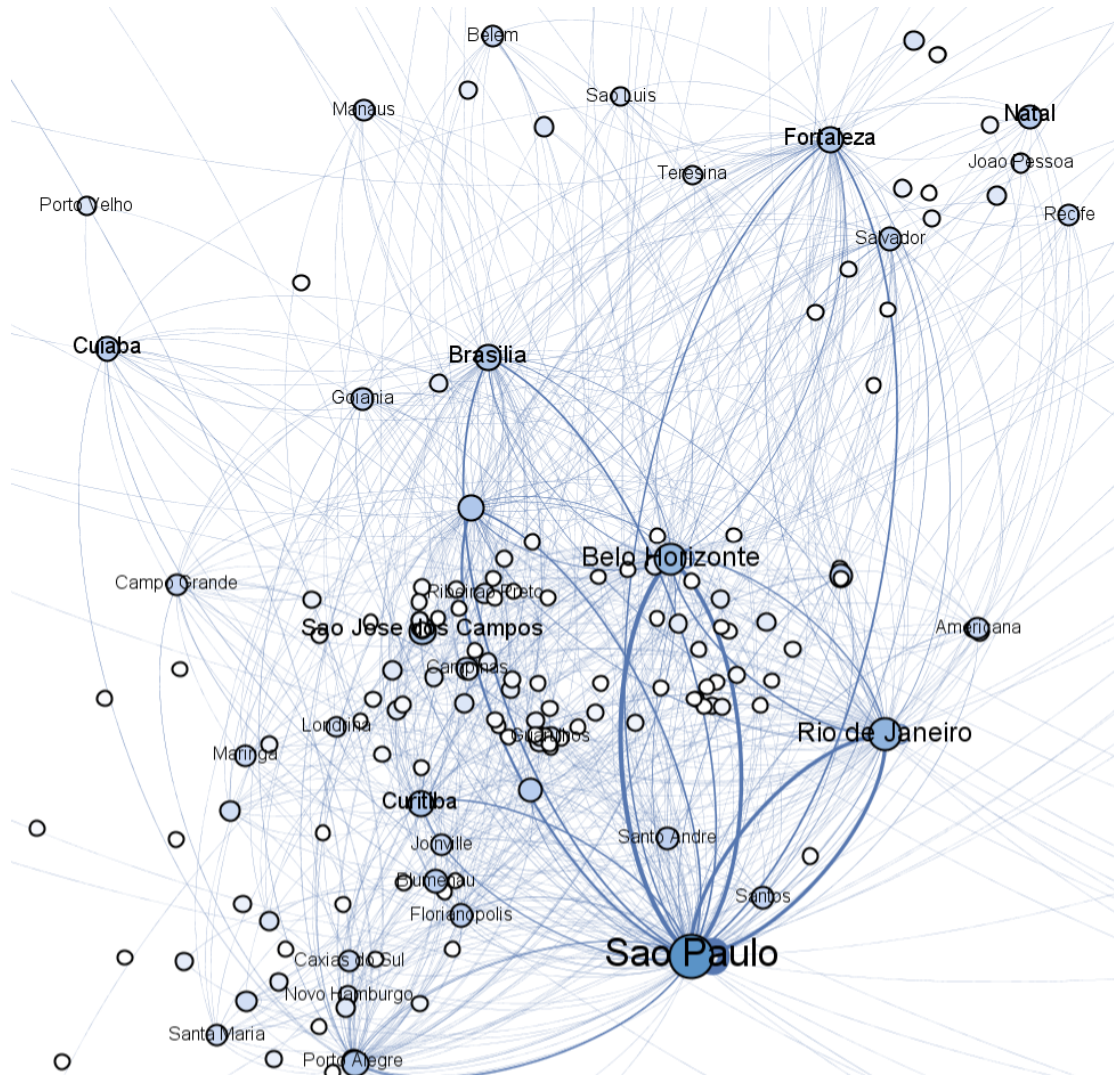 Belem
Sao Luis
Manaus
Natal
Fortaleza
Joao Pessoa
Teresina
Porto Velho
Recife
Salvador
Cuiaba
Brasilia
Goiania
Belo Horizonte
Campo Grande
Ribeirao Preto
Sao Jose dos Campos
Americana
Campinas
Londrina
Rio de Janeiro
Guarulhos
Maringa
Curitiba
Santo Andre
Joinville
Blumenau
Santos
Florianopolis
Sao Paulo
Caxias do Sul
Novo Hamburgo
Santa Maria
Porto Alegre